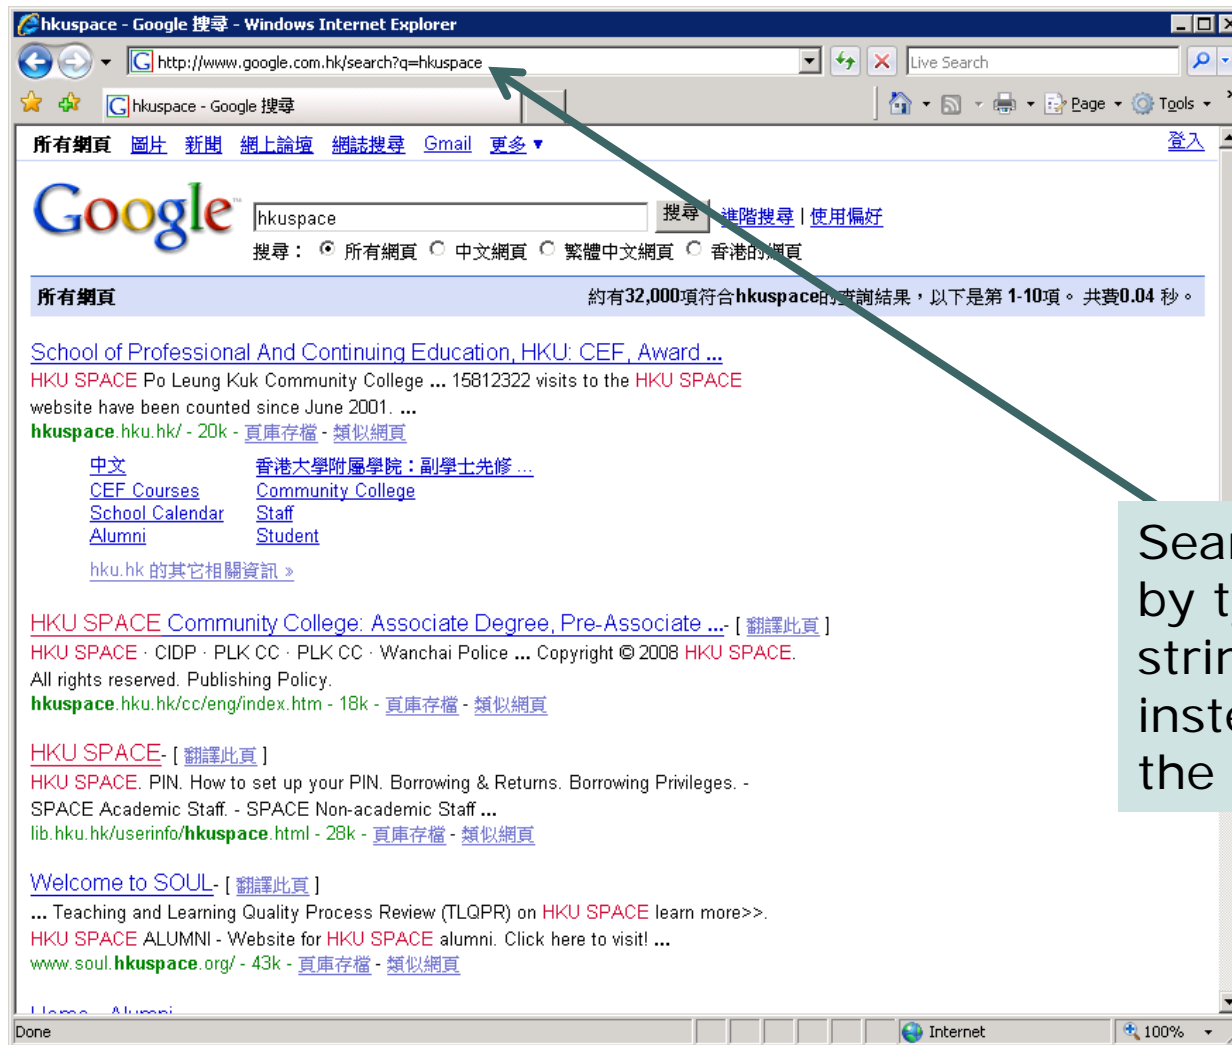 hkuspace - Google 搜尋 - Windows Internet Explorer
http://www.google.com.hk/search?q=hkuspace
Live Search
hkuspace - Google 搜尋
Page
Tools
所有網頁 圖片 新聞 網上論壇 網誌搜尋 Gmail 更多 ▼
登入
Google™
hkuspace
搜尋
進階搜尋 | 使用偏好
搜尋： 所有網頁 中文網頁 繁體中文網頁 香港的網頁
所有網頁
約有32,000項符合hkuspace的查詢結果，以下是第 1-10項。 共費0.04 秒。
School of Professional And Continuing Education, HKU: CEF, Award ...
HKU SPACE Po Leung Kuk Community College ... 15812322 visits to the HKU SPACE
website have been counted since June 2001. ...
hkuspace.hku.hk/ - 20k - 頁庫存檔 - 類似網頁
中文 香港大學附屬學院：副學士先修 ...
CEF Courses Community College
School Calendar Staff
Alumni Student
hku.hk 的其它相關資訊 »
HKU SPACE Community College: Associate Degree, Pre-Associate ...- [ 翻譯此頁 ]
HKU SPACE · CIDP · PLK CC · PLK CC · Wanchai Police ... Copyright © 2008 HKU SPACE.
All rights reserved. Publishing Policy.
hkuspace.hku.hk/cc/eng/index.htm - 18k - 頁庫存檔 - 類似網頁
HKU SPACE- [ 翻譯此頁 ]
HKU SPACE. PIN. How to set up your PIN. Borrowing & Returns. Borrowing Privileges. -
SPACE Academic Staff. - SPACE Non-academic Staff ...
lib.hku.hk/userinfo/hkuspace.html - 28k - 頁庫存檔 - 類似網頁
Welcome to SOUL- [ 翻譯此頁 ]
... Teaching and Learning Quality Process Review (TLQPR) on HKU SPACE learn more>>.
HKU SPACE ALUMNI - Website for HKU SPACE alumni. Click here to visit! ...
www.soul.hkuspace.org/ - 43k - 頁庫存檔 - 類似網頁
by
the
Done
Internet
100%